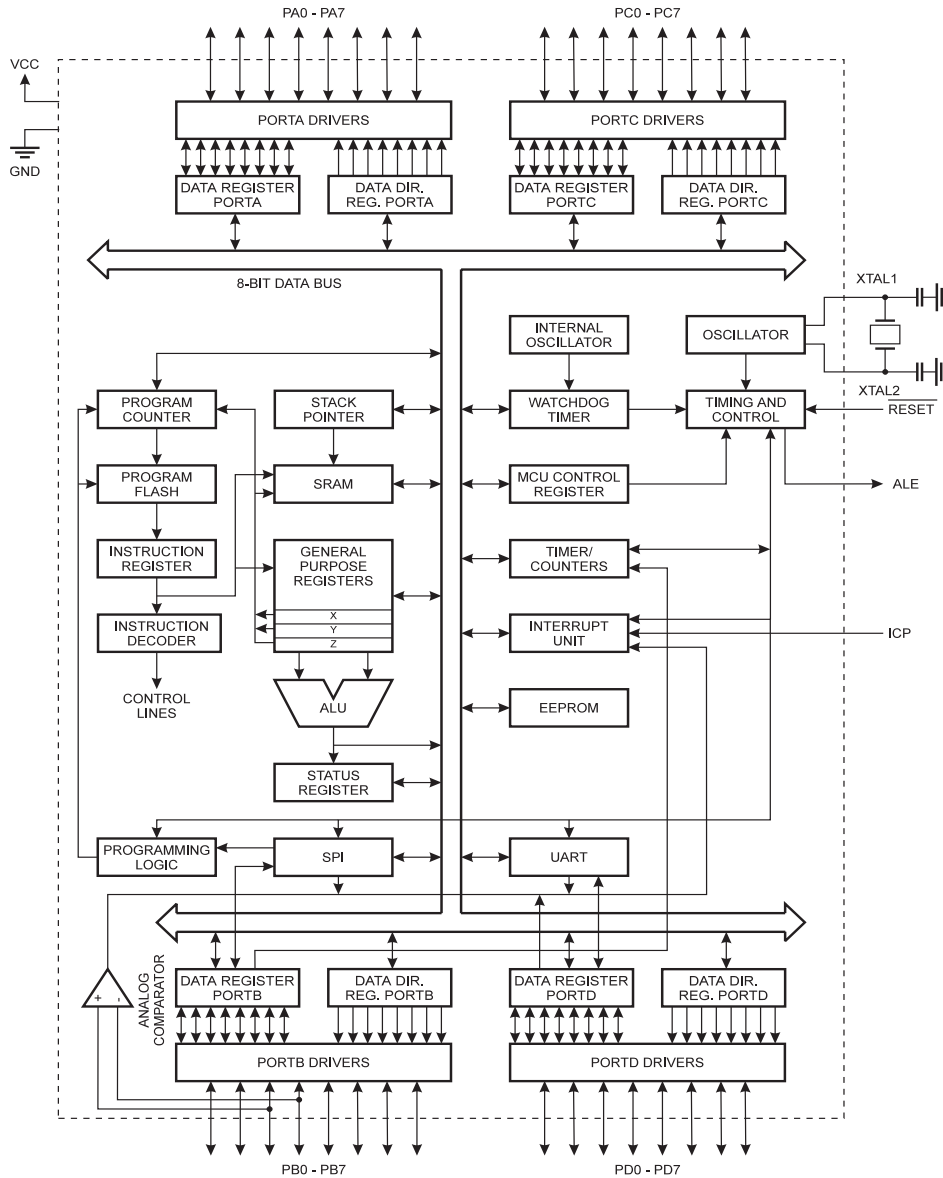 PA0 - PA7
PC0 - PC7
VCC
GND
PORTA DRIVERS
PORTC DRIVERS
DATA REGISTER
PORTA
DATA DIR.
REG. PORTA
DATA REGISTER
PORTC
DATA DIR.
REG. PORTC
8-BIT DATA BUS
XTAL1
INTERNAL
OSCILLATOR
OSCILLATOR
XTAL2
PROGRAM
COUNTER
STACK
POINTER
WATCHDOG
TIMER
TIMING AND
CONTROL
RESET
PROGRAM
FLASH
SRAM
MCU CONTROL
REGISTER
ALE
INSTRUCTION
REGISTER
GENERAL
PURPOSE
REGISTERS
X
Y
Z
TIMER/
COUNTERS
INSTRUCTION
DECODER
INTERRUPT
UNIT
ICP
CONTROL
LINES
ALU
EEPROM
STATUS
REGISTER
PROGRAMMING
LOGIC
SPI
UART
ANALOG
COMPARATOR
+
-
DATA REGISTER
PORTB
DATA DIR.
REG. PORTB
DATA REGISTER
PORTD
DATA DIR.
REG. PORTD
PORTB DRIVERS
PORTD DRIVERS
PB0 - PB7
PD0 - PD7